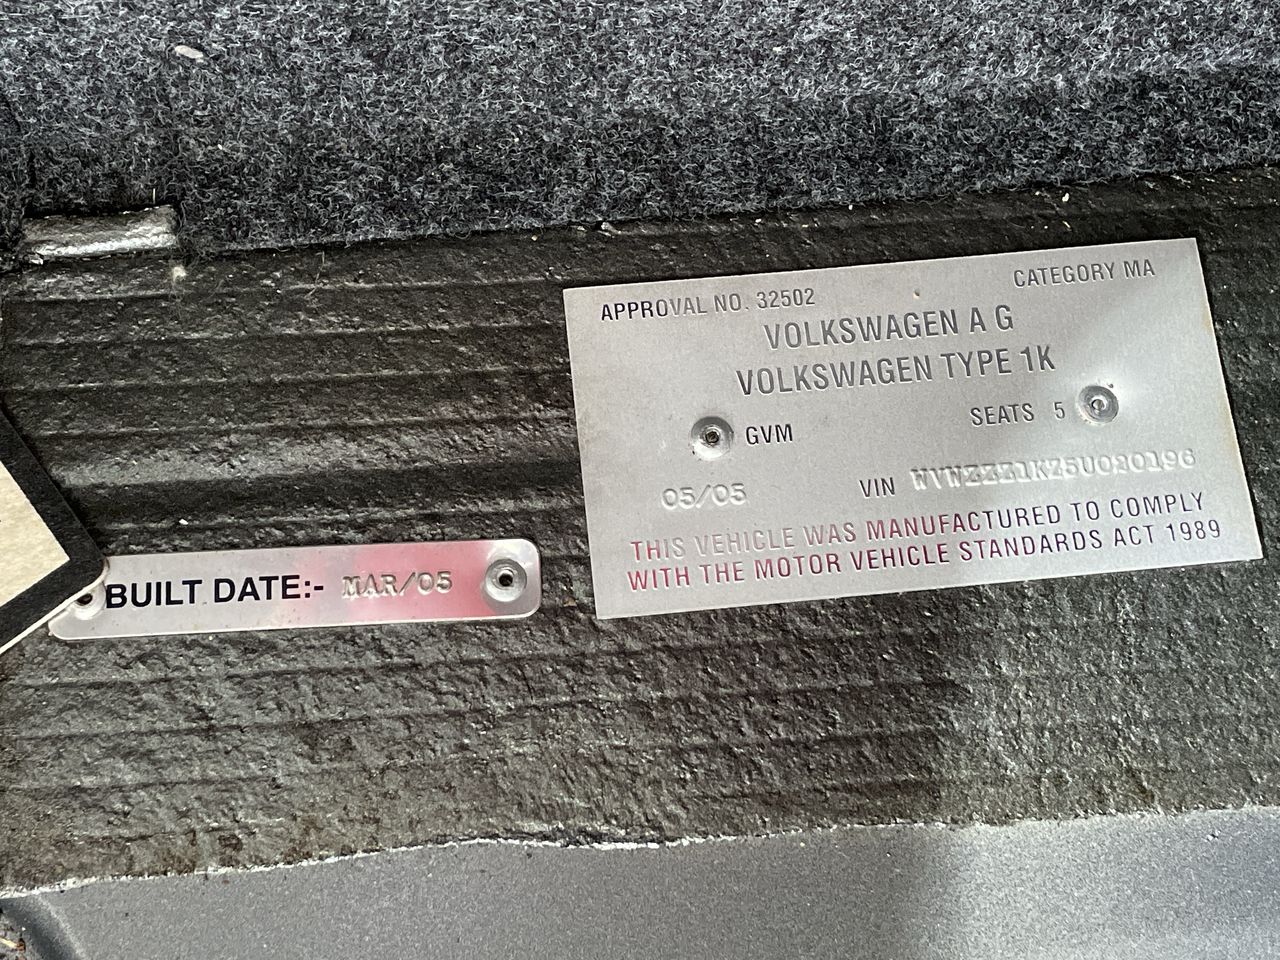 APPROVAL NO. 32502
CATEGORY MA
VOLKSWAGEN A G
VOLKSWAGEN TYPE 1K
GVM
SEATS 5
05/05
VIN WVWZZZ1KZ5U020196
THIS VEHICLE WAS MANUFACTURED TO COMPLY
WITH THE MOTOR VEHICLE STANDARDS ACT 1989
BUILT DATE:- MAR/05